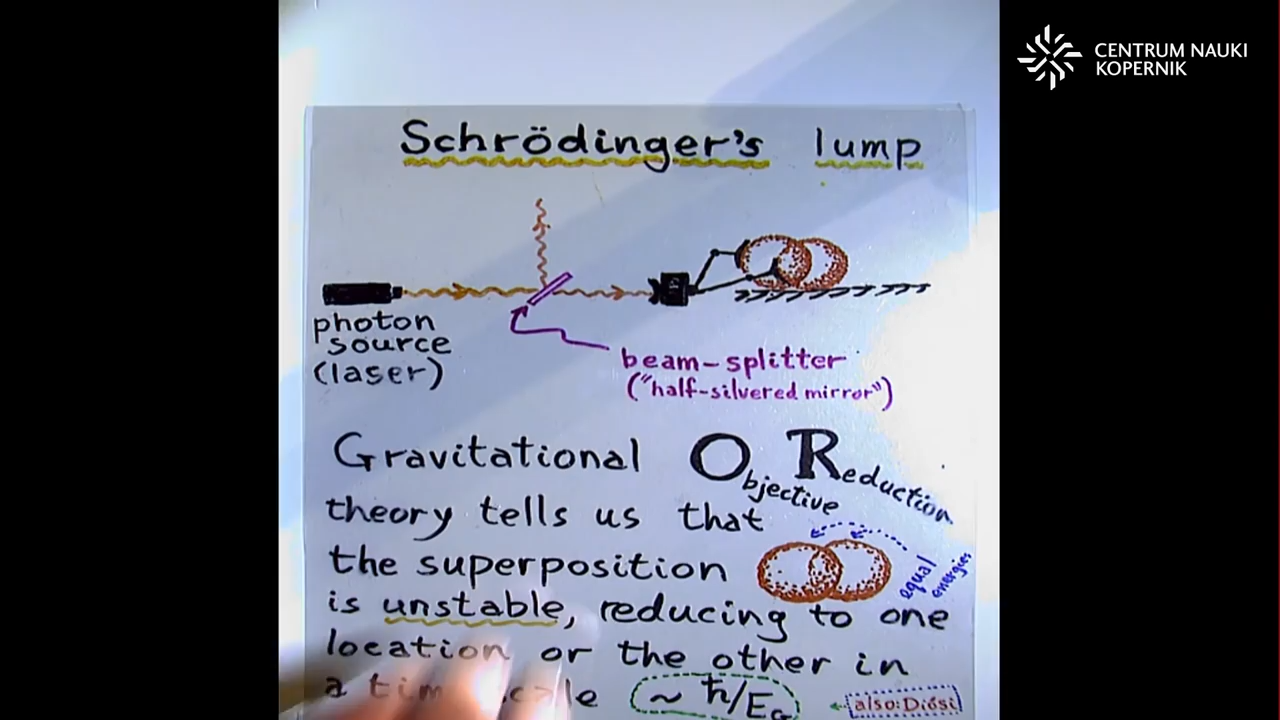 CENTRUM NAUKI
KOPERNIK
Schrödinger's lump
photon
source
(laser)
beam-splitter
("half-silvered mirror")
Gravitational Objective Reduction
theory tells us that
the superposition
equal
energies
is unstable, reducing to one
location or the other in
a ~ ħ/EG
also: Diósi